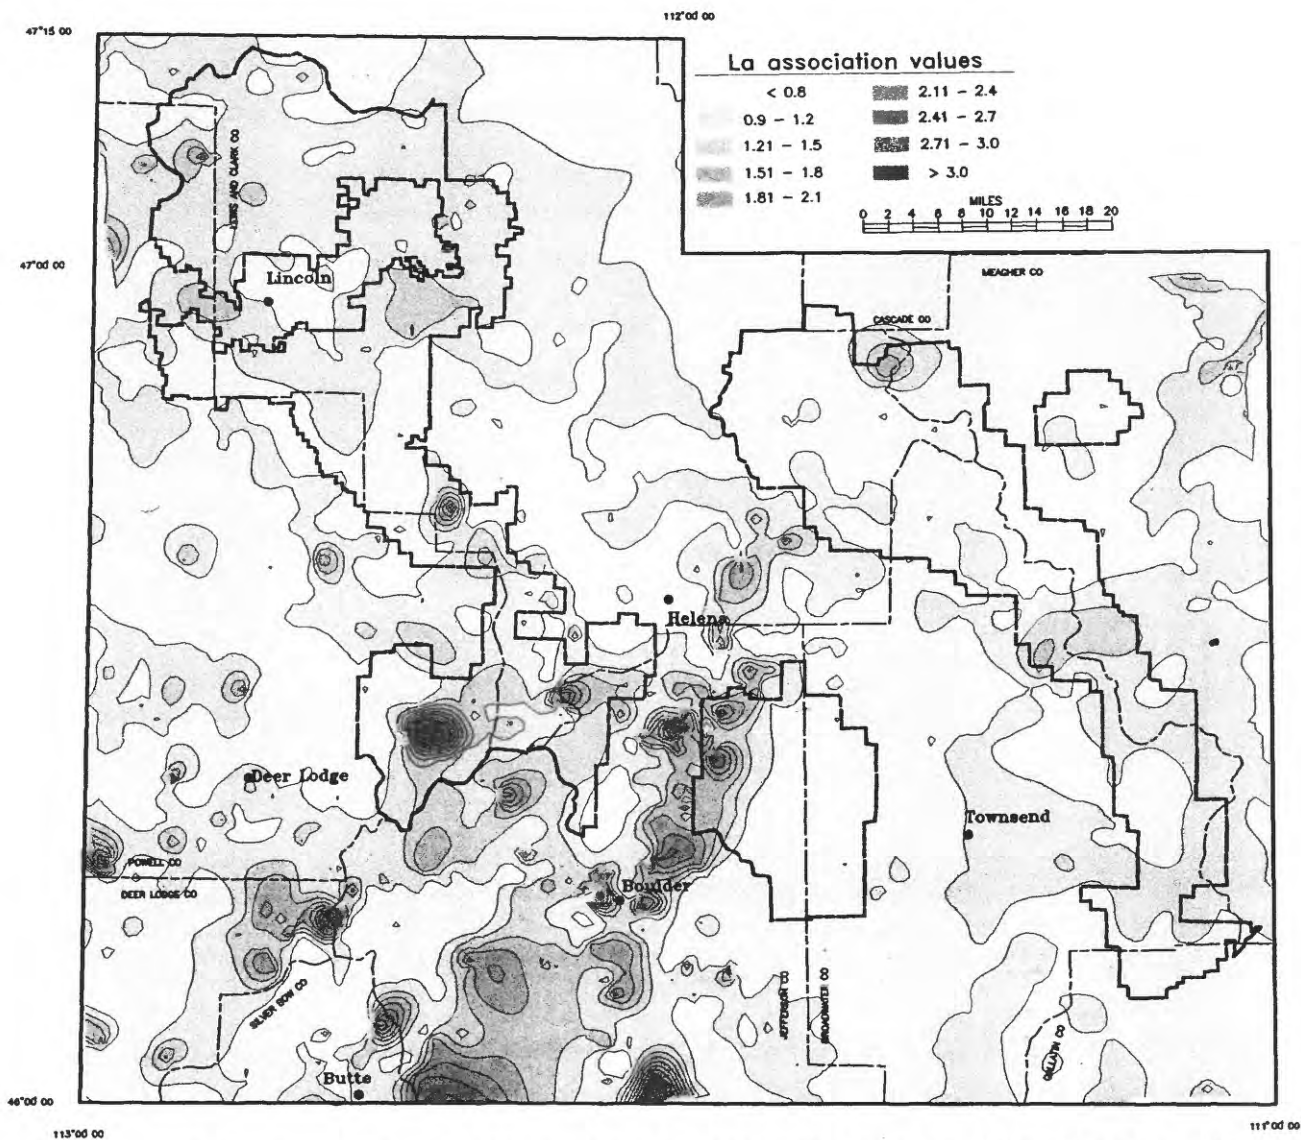 112°00 00
47°15 00
La association values
< 0.8
0.9 – 1.2
1.21 – 1.5
1.51 – 1.8
1.81 – 2.1
2.11 – 2.4
2.41 – 2.7
2.71 – 3.0
> 3.0
MILES
0 2 4 6 8 10 12 14 16 18 20
LEWIS AND CLARK CO
47°00 00
MEAGHER CO
Lincoln
CASCADE CO
Helena
Deer Lodge
Townsend
POWELL CO
DEER LODGE CO
Boulder
SILVER BOW CO
JEFFERSON CO
BROADWATER CO
GALLATIN CO
Butte
46°00 00
113°00 00
111°00 00